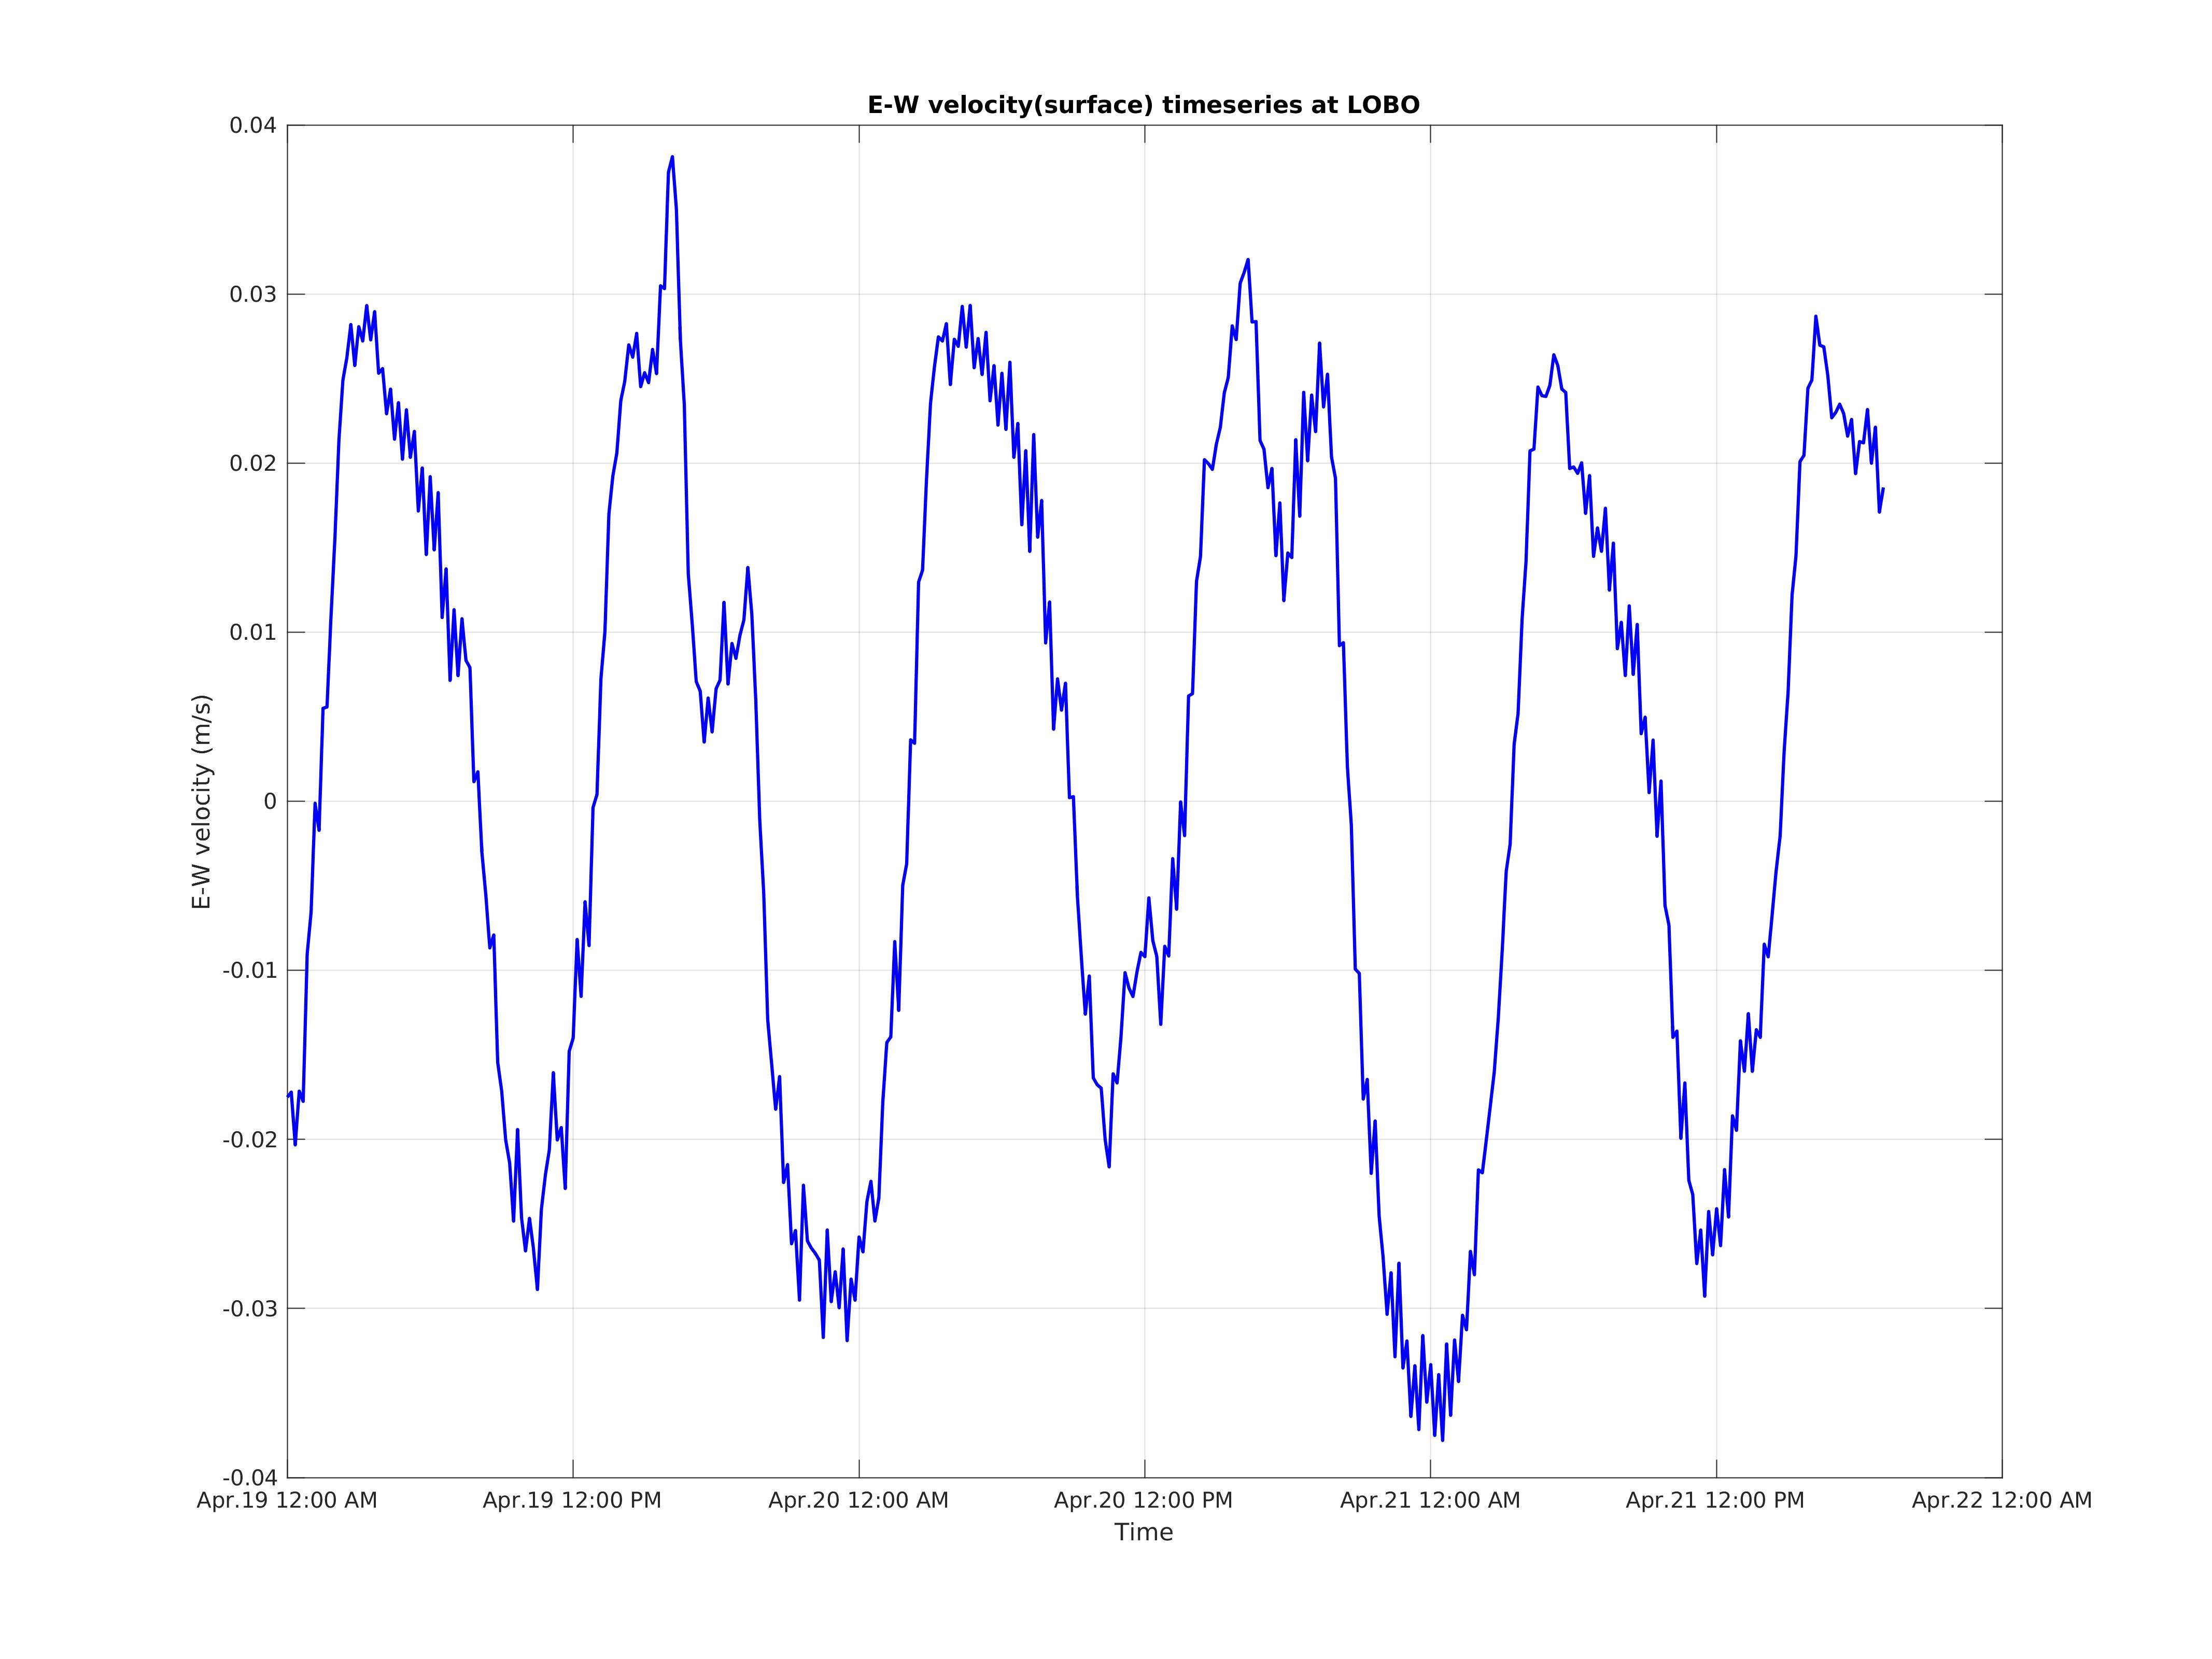 E-W velocity(surface) timeseries at LOBO
0.04
0.03
0.02
0.01
0
-0.01
-0.02
-0.03
-0.04
E-W velocity (m/s)
Apr.19 12:00 AM
Apr.19 12:00 PM
Apr.20 12:00 AM
Apr.20 12:00 PM
Apr.21 12:00 AM
Apr.21 12:00 PM
Apr.22 12:00 AM
Time